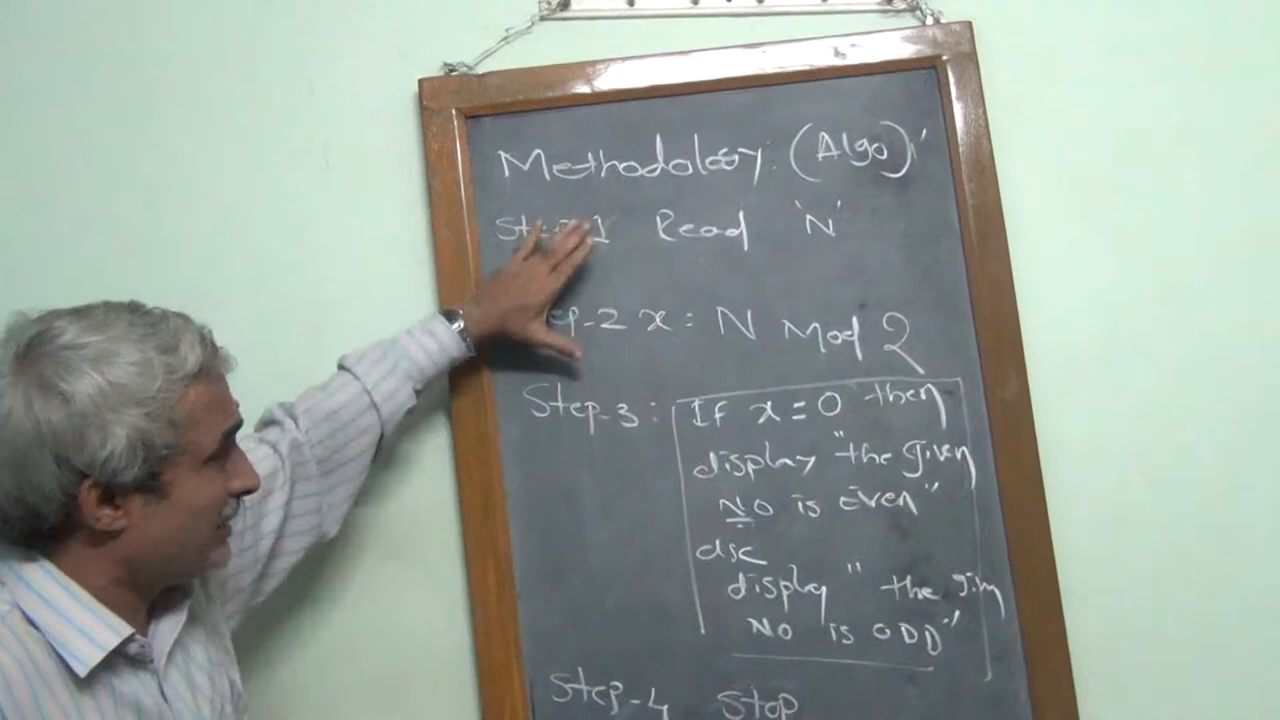 Methodology: (Algo)'
Step-1 Read 'N'
Step-2 x: N Mod 2
Step-3: If x = 0 then
display "the given
NO is Even"
else
display " the givn
NO is ODD"
Step-4 Stop